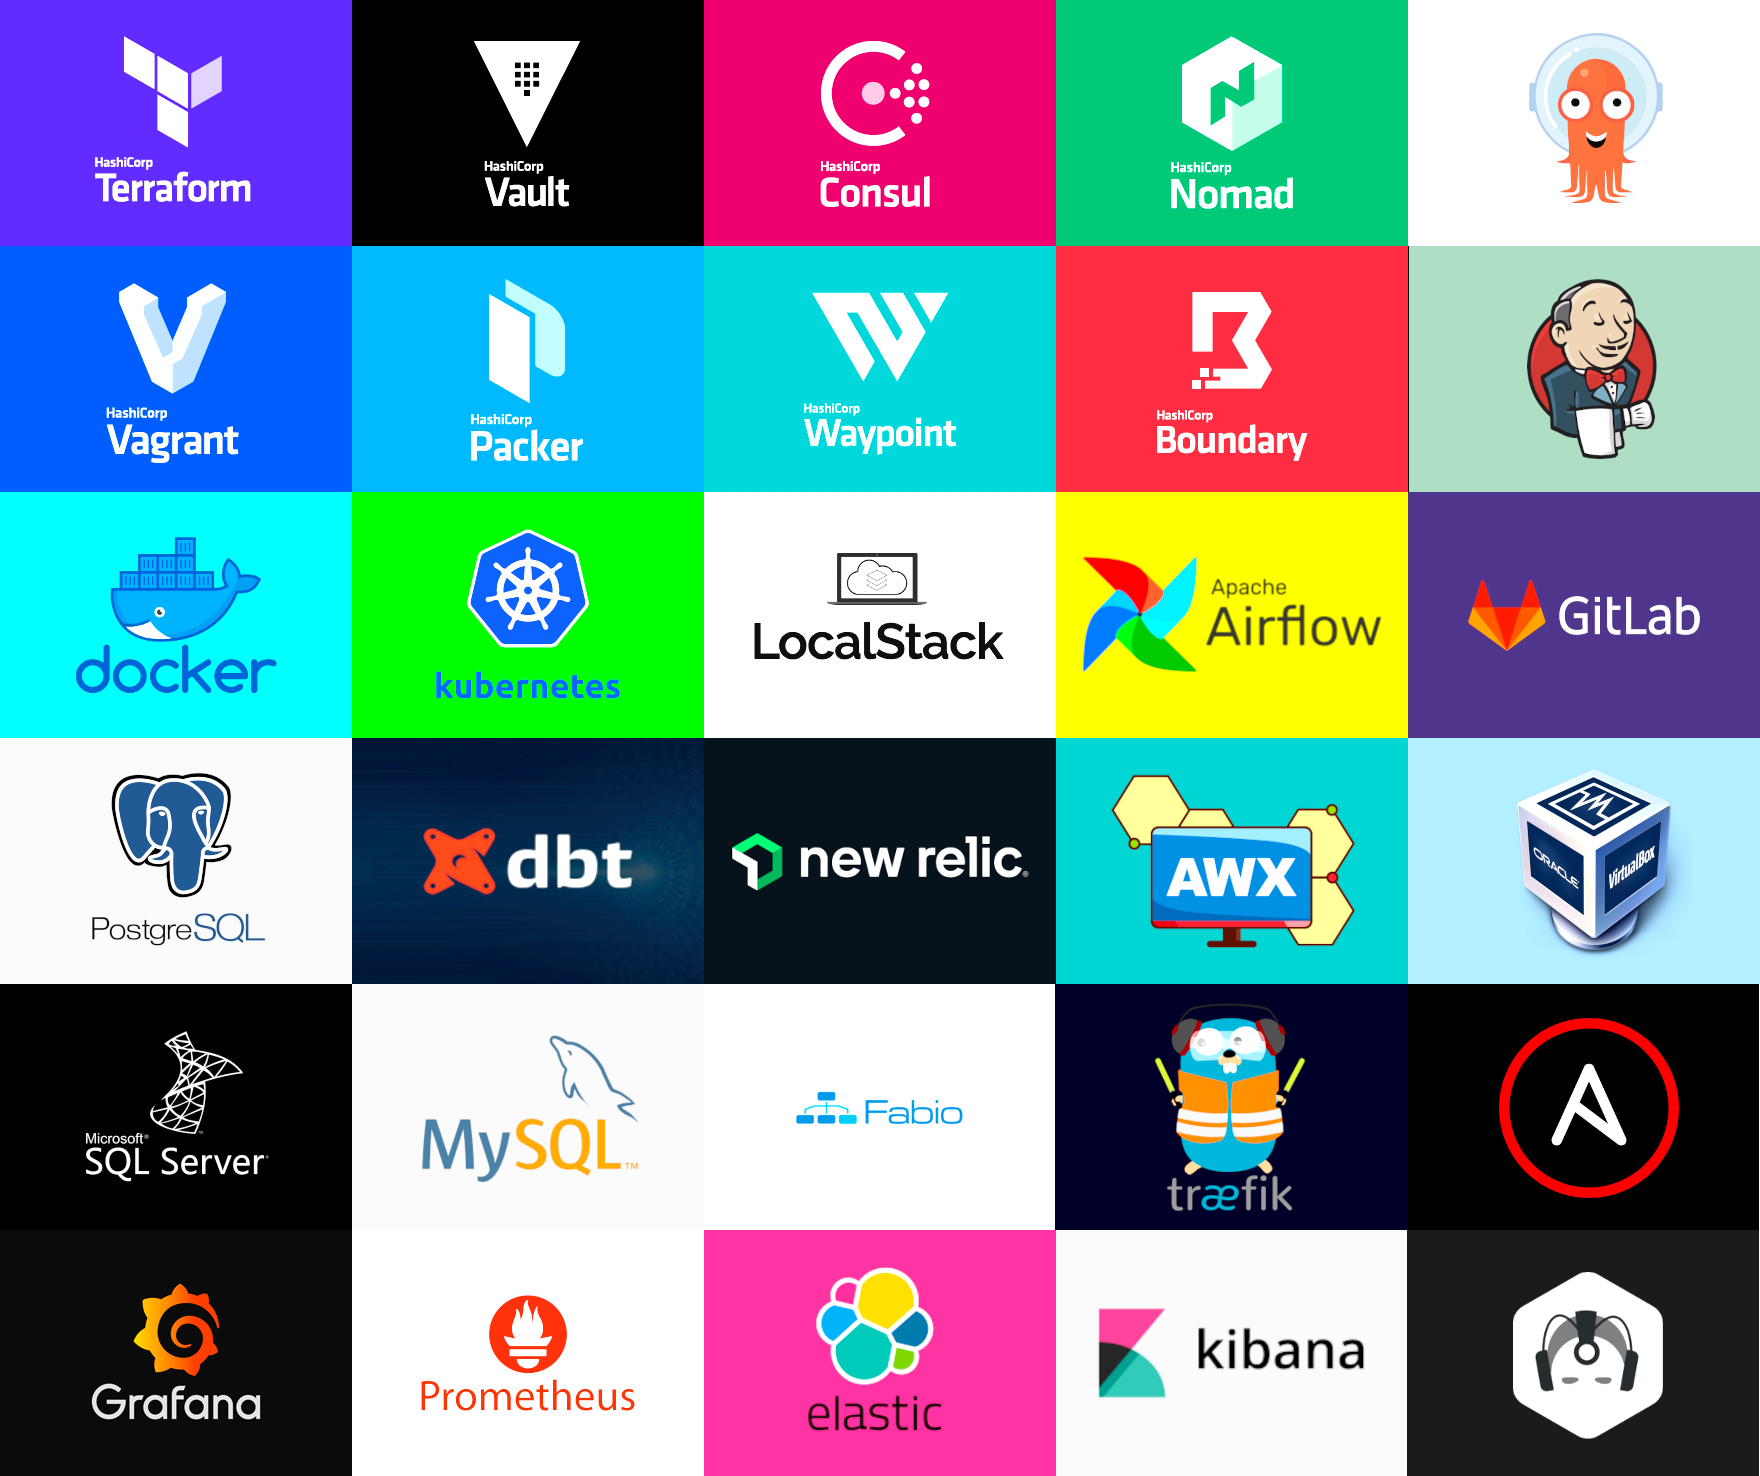 HashiCorp
Terraform
HashiCorp
Vault
HashiCorp
Consul
HashiCorp
Nomad
HashiCorp
Vagrant
HashiCorp
Packer
HashiCorp
Waypoint
HashiCorp
Boundary
docker
kubernetes
LocalStack
Apache
Airflow
GitLab
PostgreSQL
dbt
new relic®
AWX
ORACLE
VirtualBox
Microsoft®
SQL Server®
MySQL™
Fabio
træfik
Grafana
Prometheus
elastic
kibana